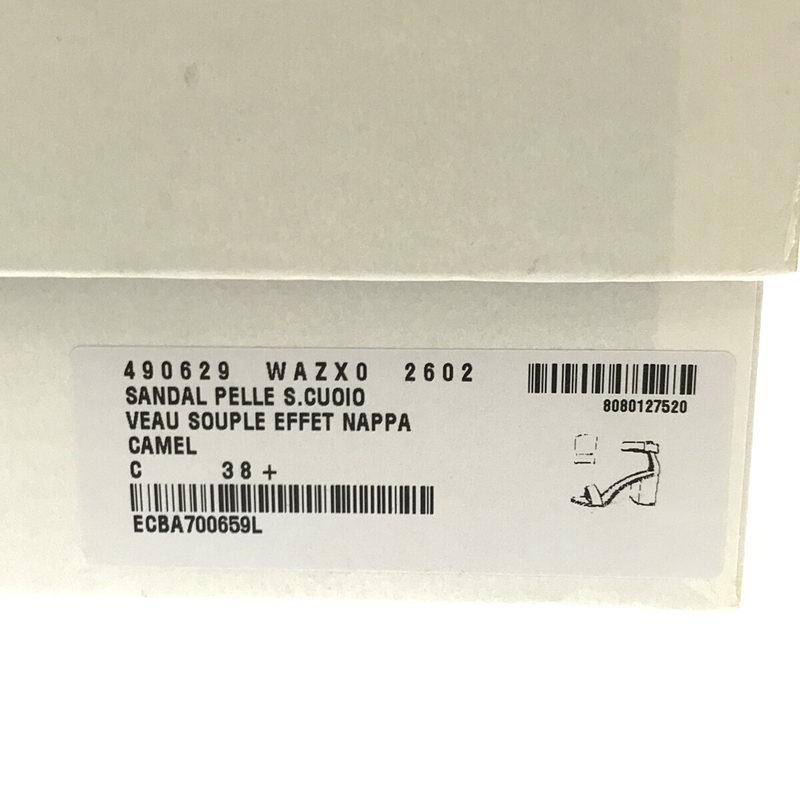 490629 WAZX0 2602
8080127520
SANDAL PELLE S.CUOIO
VEAU SOUPLE EFFET NAPPA
CAMEL
C 38+
ECBA700659L